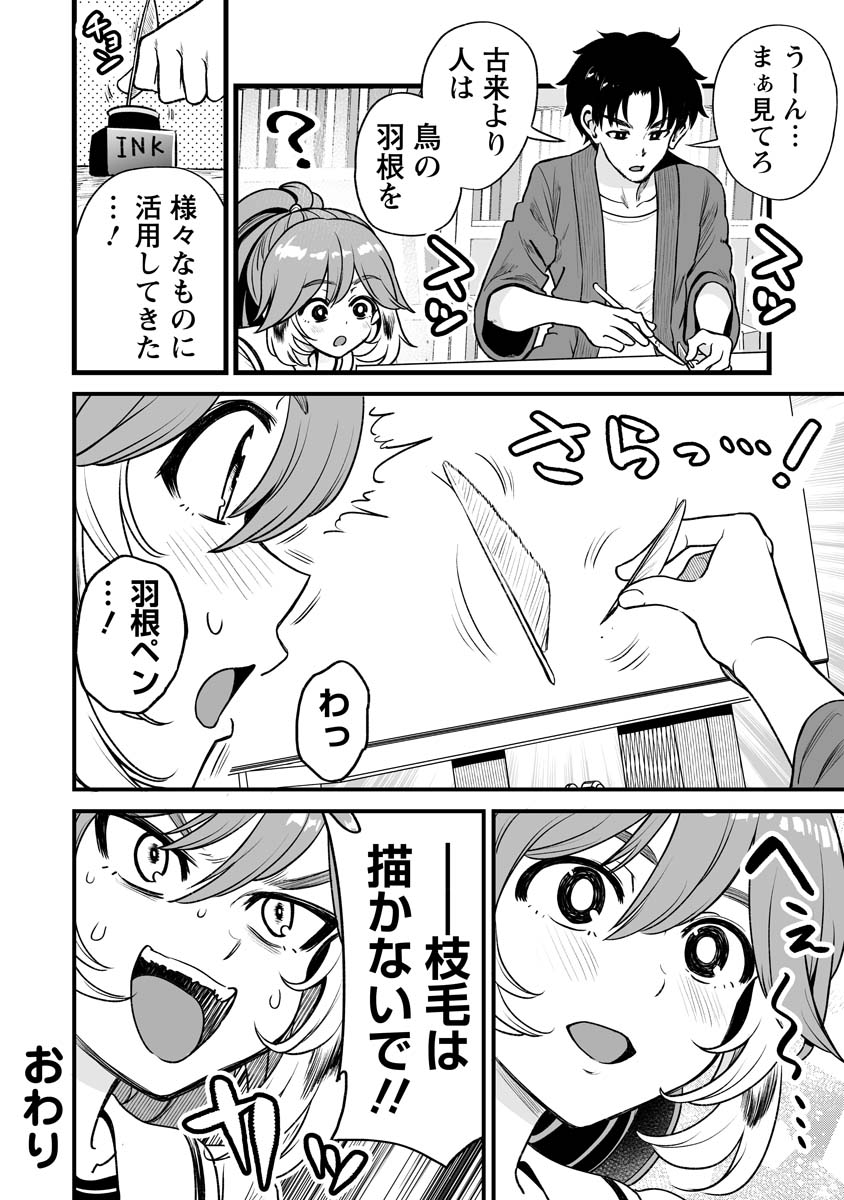 うーん…
まぁ見てろ
古来より
人は
鳥の
羽根を
？
スッ
スッ
チョン
INK
様々なものに
活用してきた
…！
さらっ…！
わっ
羽根ペン
…！
へぇ〜…
──枝毛は
描かないで!!
クワッ
おわり